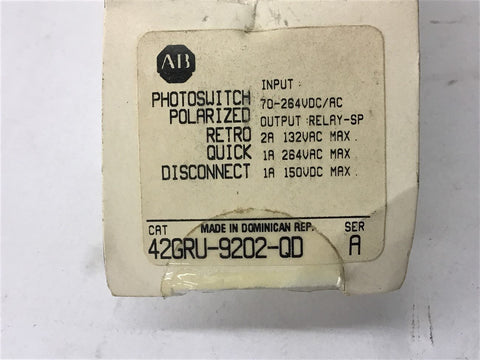 AB
PHOTOSWITCH
POLARIZED
RETRO
QUICK
DISCONNECT
INPUT :
70-264VDC/AC
OUTPUT :RELAY-SP
2A 132VAC MAX.
1A 264VAC MAX.
1A 150VDC MAX.
CAT MADE IN DOMINICAN REP. SER
42GRU-9202-QD A